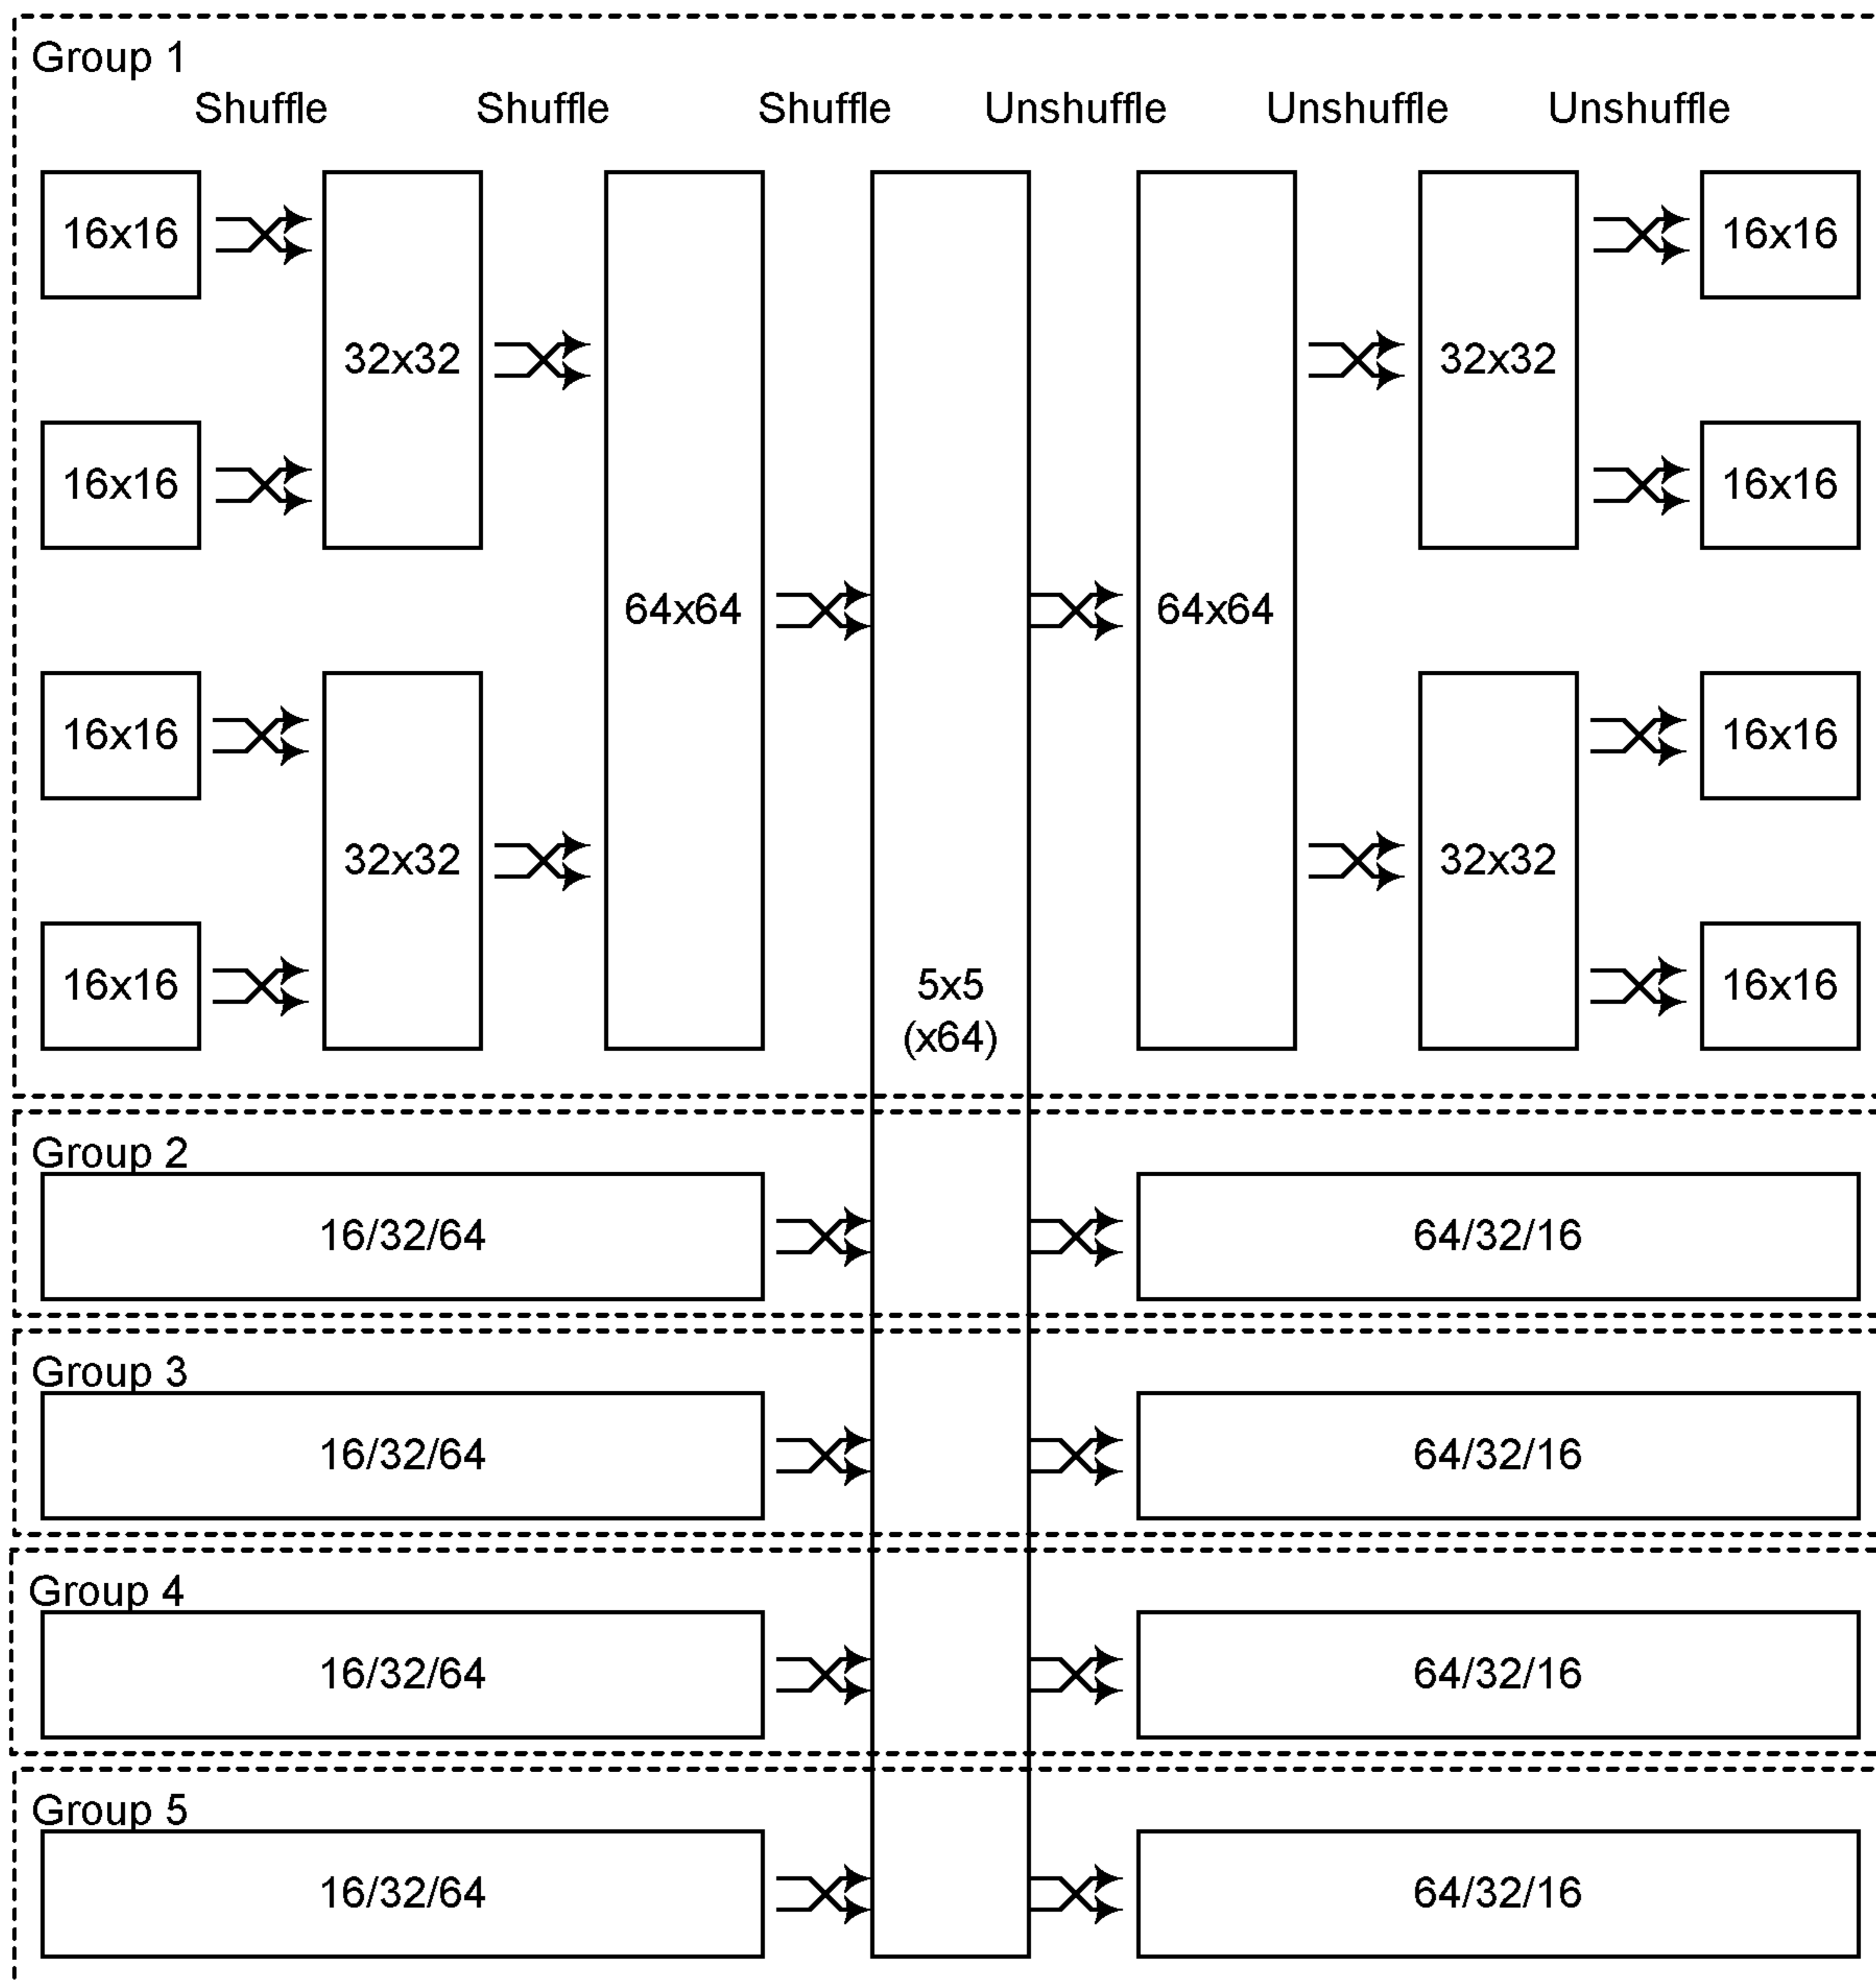 Group 1
Shuffle Shuffle Shuffle Unshuffle Unshuffle Unshuffle
16x16 16x16
32x32 32x32
16x16 16x16
64x64 64x64
16x16 16x16
32x32 32x32
16x16 5x5 16x16
(x64)
Group 2
16/32/64 64/32/16
Group 3
16/32/64 64/32/16
Group 4
16/32/64 64/32/16
Group 5
16/32/64 64/32/16